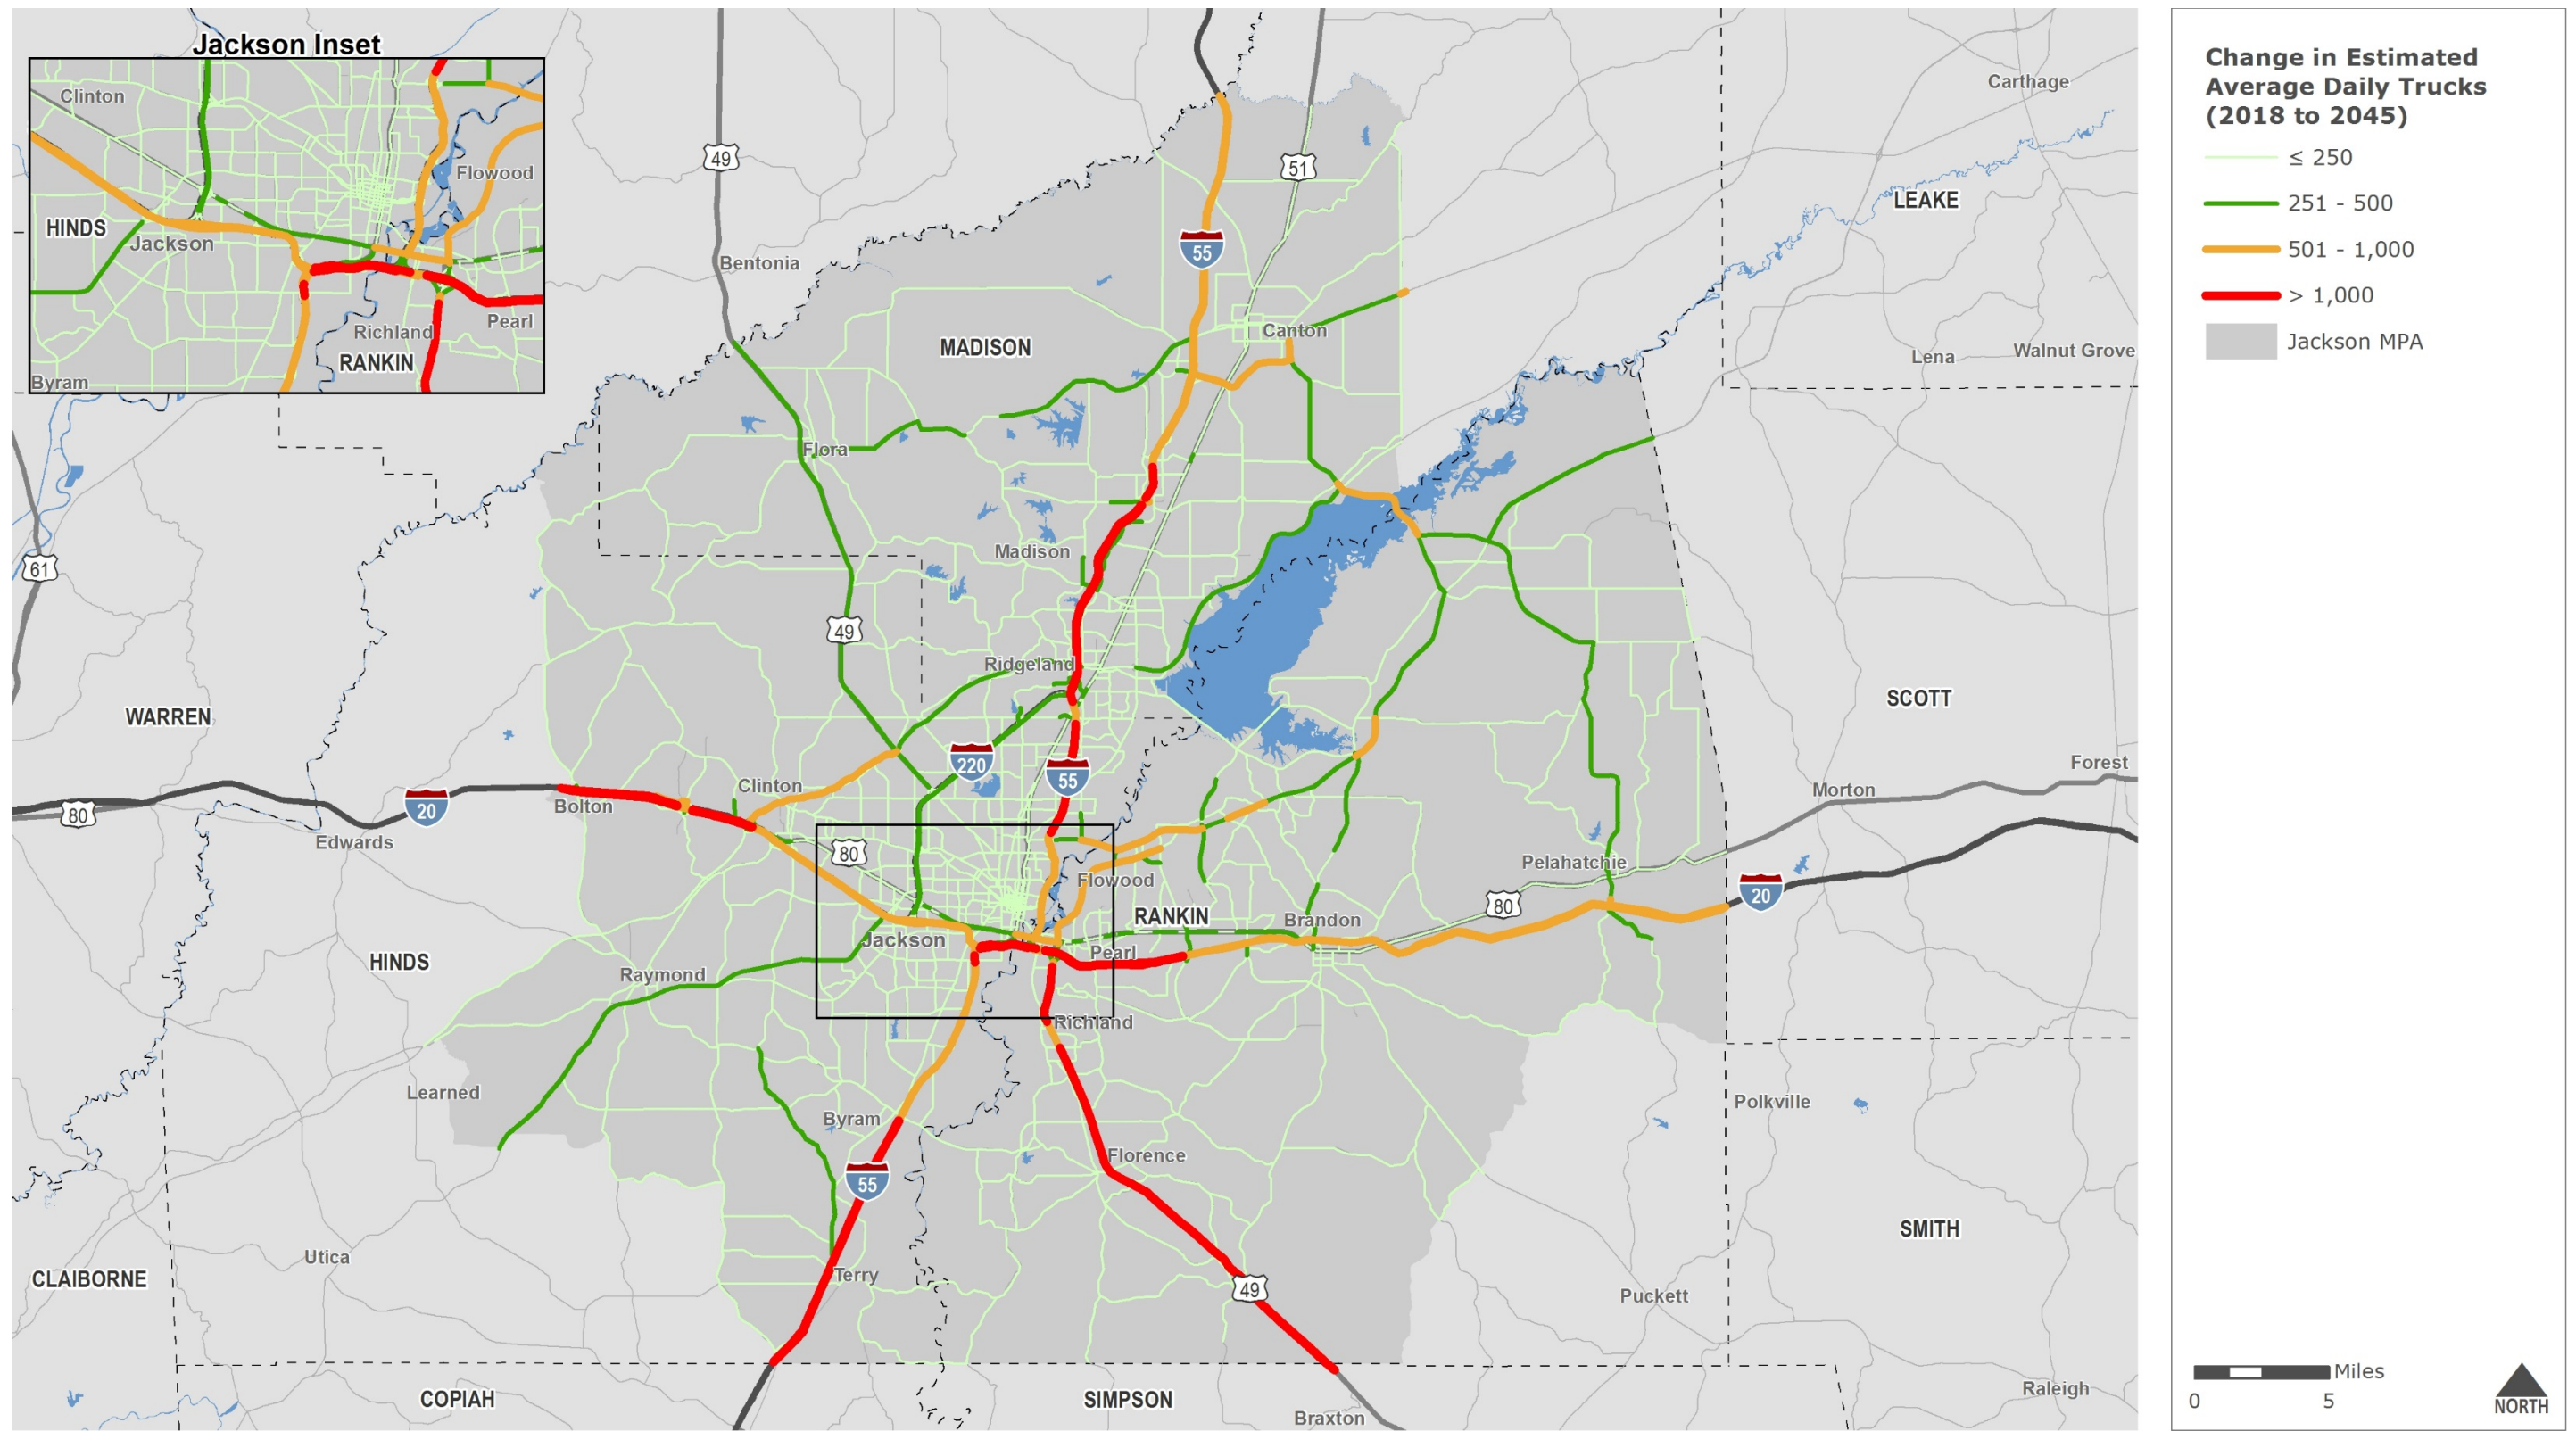 Jackson Inset
Clinton
Flowood
HINDS
Jackson
Richland
Pearl
RANKIN
Byram
49
51
55
Bentonia
MADISON
Canton
Carthage
LEAKE
Lena
Walnut Grove
Flora
61
Madison
49
Ridgeland
WARREN
SCOTT
220
55
Clinton
Forest
Morton
Bolton
20
80
Edwards
80
Pelahatchie
Flowood
20
80
RANKIN
Brandon
Jackson
Pearl
HINDS
Raymond
Richland
Learned
Polkville
Byram
Florence
55
SMITH
Utica
Terry
CLAIBORNE
49
Puckett
COPIAH
SIMPSON
Raleigh
Braxton
Change in Estimated
Average Daily Trucks
(2018 to 2045)
≤ 250
251 - 500
501 - 1,000
> 1,000
Jackson MPA
Miles
0 5
NORTH